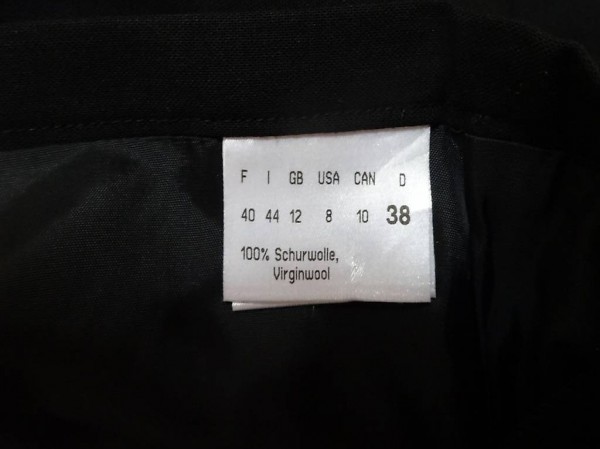 F I GB USA CAN D
40 44 12 8 10 38
100% Schurwolle,
Virginwool